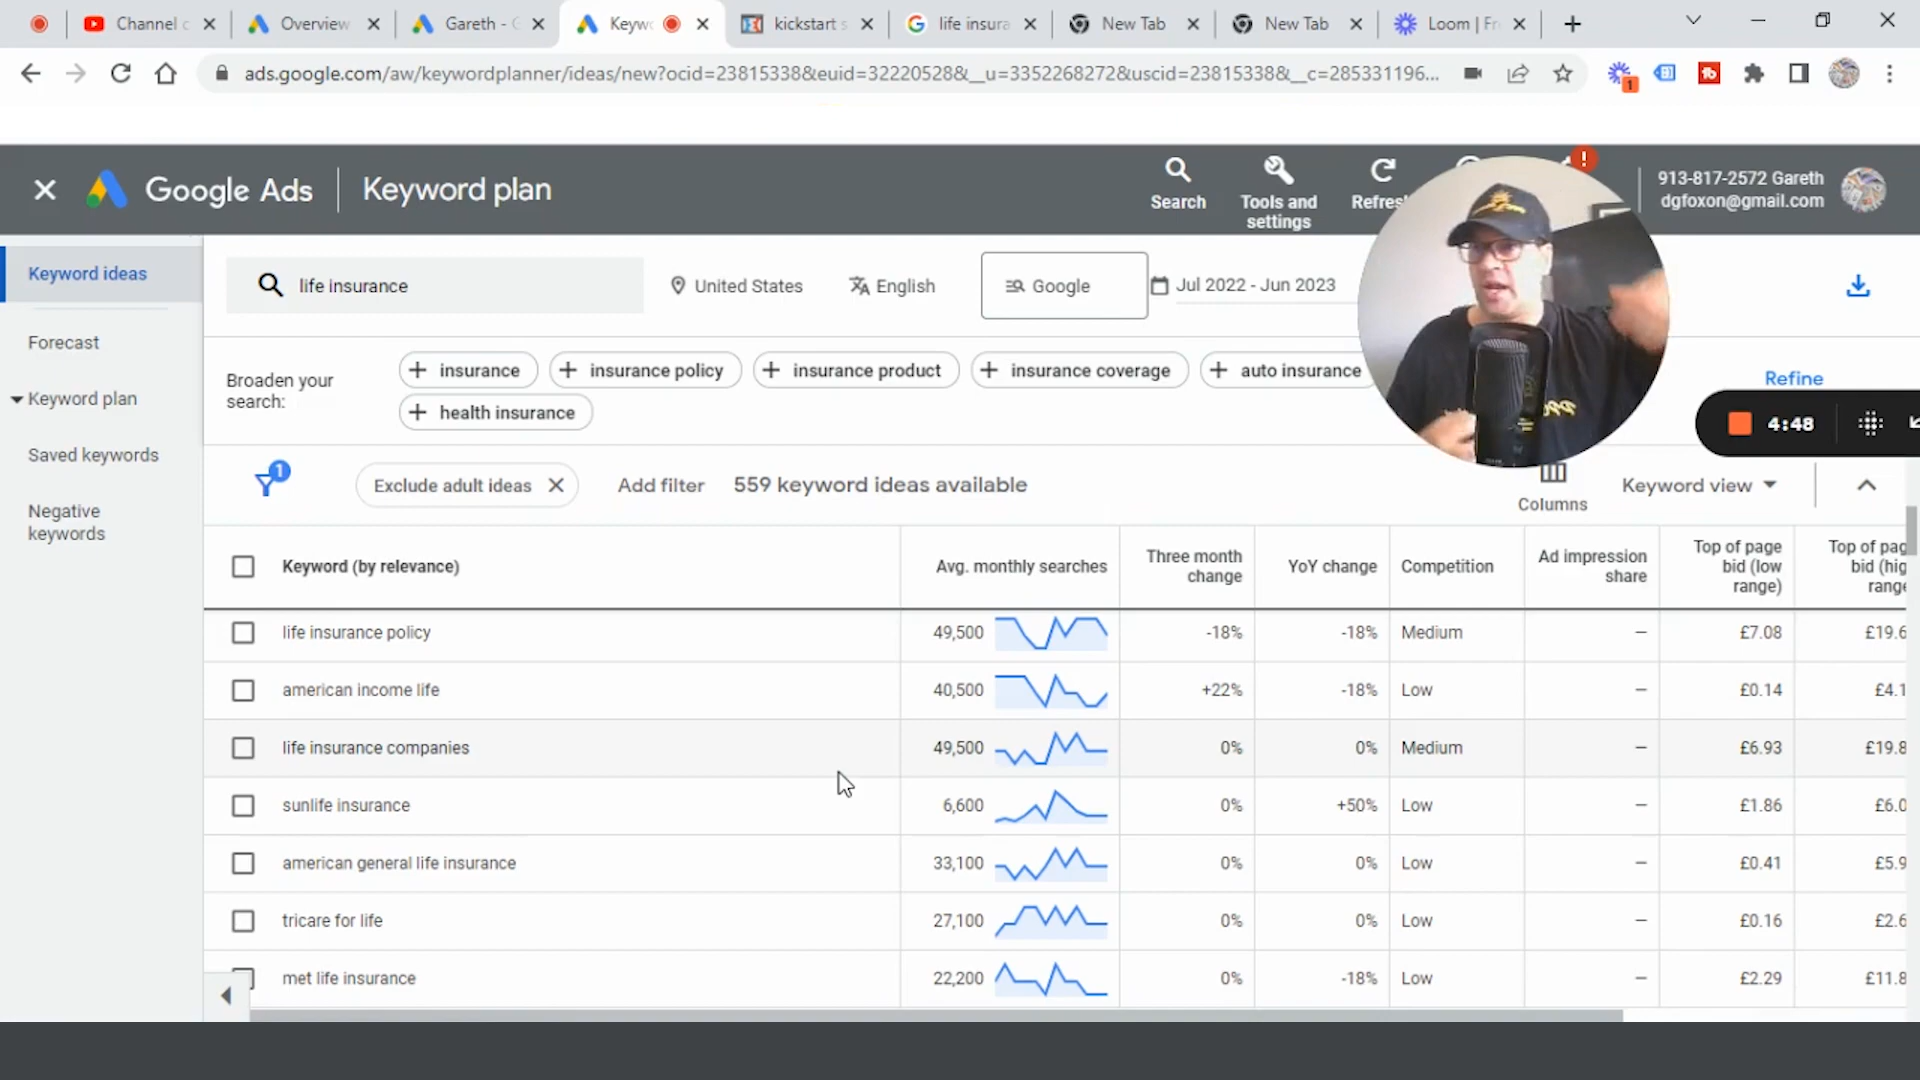 Channel c
Overview
Gareth - G
Keywo
kickstart s
life insura
New Tab
New Tab
Loom | Fr
ads.google.com/aw/keywordplanner/ideas/new?ocid=23815338&euid=32220528&__u=3352268272&uscid=23815338&__c=285331196...
1
Google Ads
Keyword plan
Search
Tools and
settings
Refres
!
913-817-2572 Gareth
dgfoxon@gmail.com
Keyword ideas
Forecast
Keyword plan
Saved keywords
Negative
keywords
life insurance
United States
English
Google
Jul 2022 - Jun 2023
Broaden your
search:
insurance
insurance policy
insurance product
insurance coverage
auto insurance
health insurance
Refine
4:48
1
Exclude adult ideas
Add filter
559 keyword ideas available
Columns
Keyword view
Keyword (by relevance)
Avg. monthly searches
Three month
change
YoY change
Competition
Ad impression
share
Top of page
bid (low
range)
Top of pag
bid (hig
range
life insurance policy 49,500 -18% -18% Medium – £7.08 £19.6
american income life 40,500 +22% -18% Low – £0.14 £4.1
life insurance companies 49,500 0% 0% Medium – £6.93 £19.8
sunlife insurance 6,600 0% +50% Low – £1.86 £6.0
american general life insurance 33,100 0% 0% Low – £0.41 £5.9
tricare for life 27,100 0% 0% Low – £0.16 £2.6
met life insurance 22,200 0% -18% Low – £2.29 £11.8